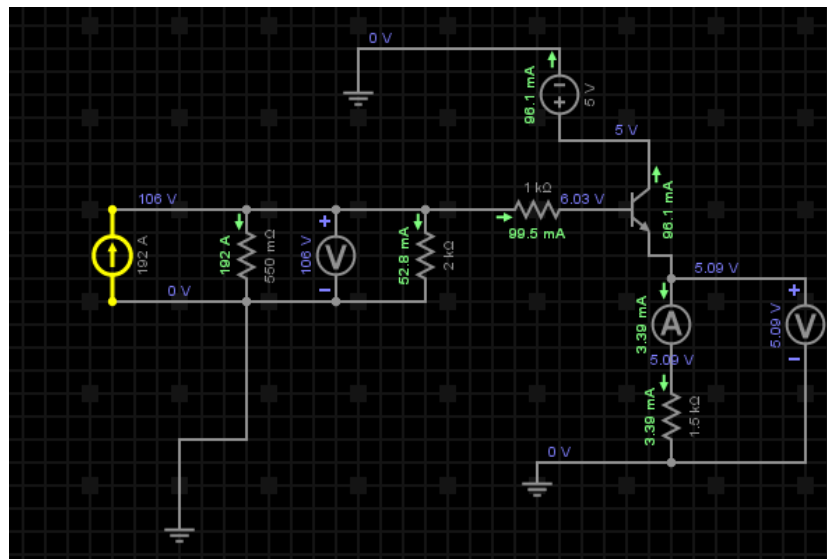 0 V
96.1 mA
5 V
5 V
106 V
1 kΩ
6.03 V
96.1 mA
99.5 mA
192 A
192 A
550 mΩ
106 V
+
V
−
52.8 mA
2 kΩ
0 V
5.09 V
3.39 mA
A
5.09 V
+
V
−
5.09 V
3.39 mA
1.5 kΩ
0 V